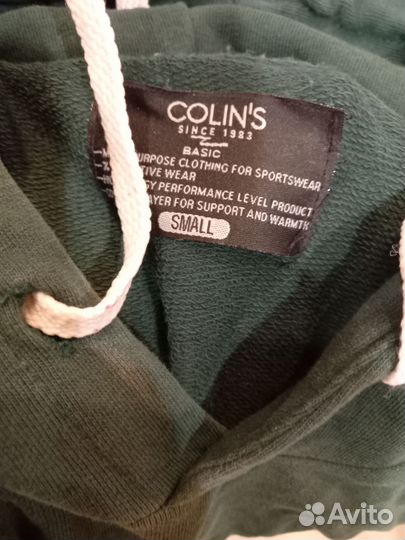 COLIN'S
SINCE 1983
BASIC
PURPOSE CLOTHING FOR SPORTSWEAR
TIVE WEAR
GY PERFORMANCE LEVEL PRODUCT
AYER FOR SUPPORT AND WARMTH
SMALL
Avito